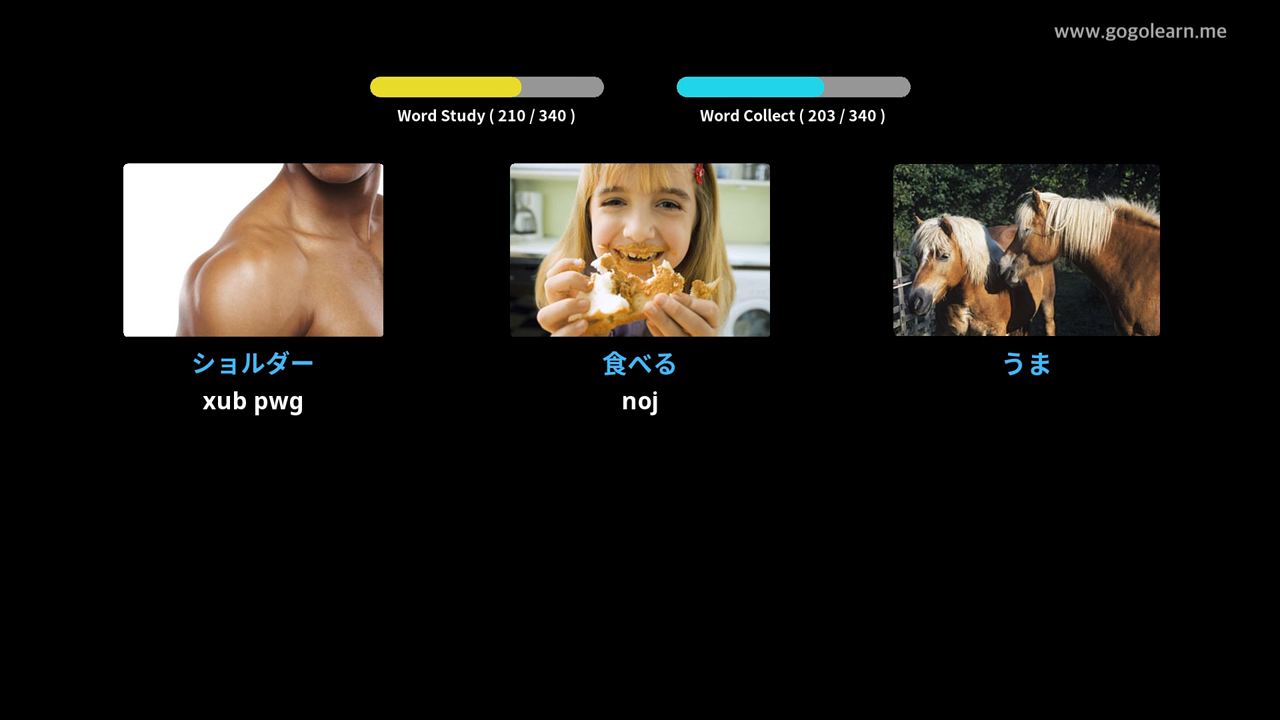 www.gogolearn.me
Word Study ( 210 / 340 )
Word Collect ( 203 / 340 )
ショルダー
食べる
うま
xub pwg
noj